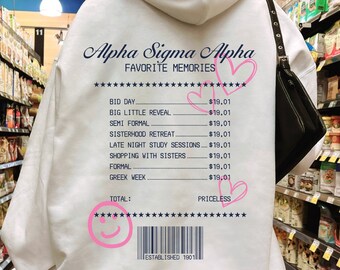 Alpha Sigma Alpha
FAVORITE MEMORIES
********************************
BID DAY $19.01
BIG LITTLE REVEAL $19.01
SEMI FORMAL $19.01
SISTERHOOD RETREAT $19.01
LATE NIGHT STUDY SESSIONS $19.01
SHOPPING WITH SISTERS $19.01
FORMAL $19.01
GREEK WEEK $19.01
TOTAL: PRICELESS
********************************
ESTABLISHED 1901